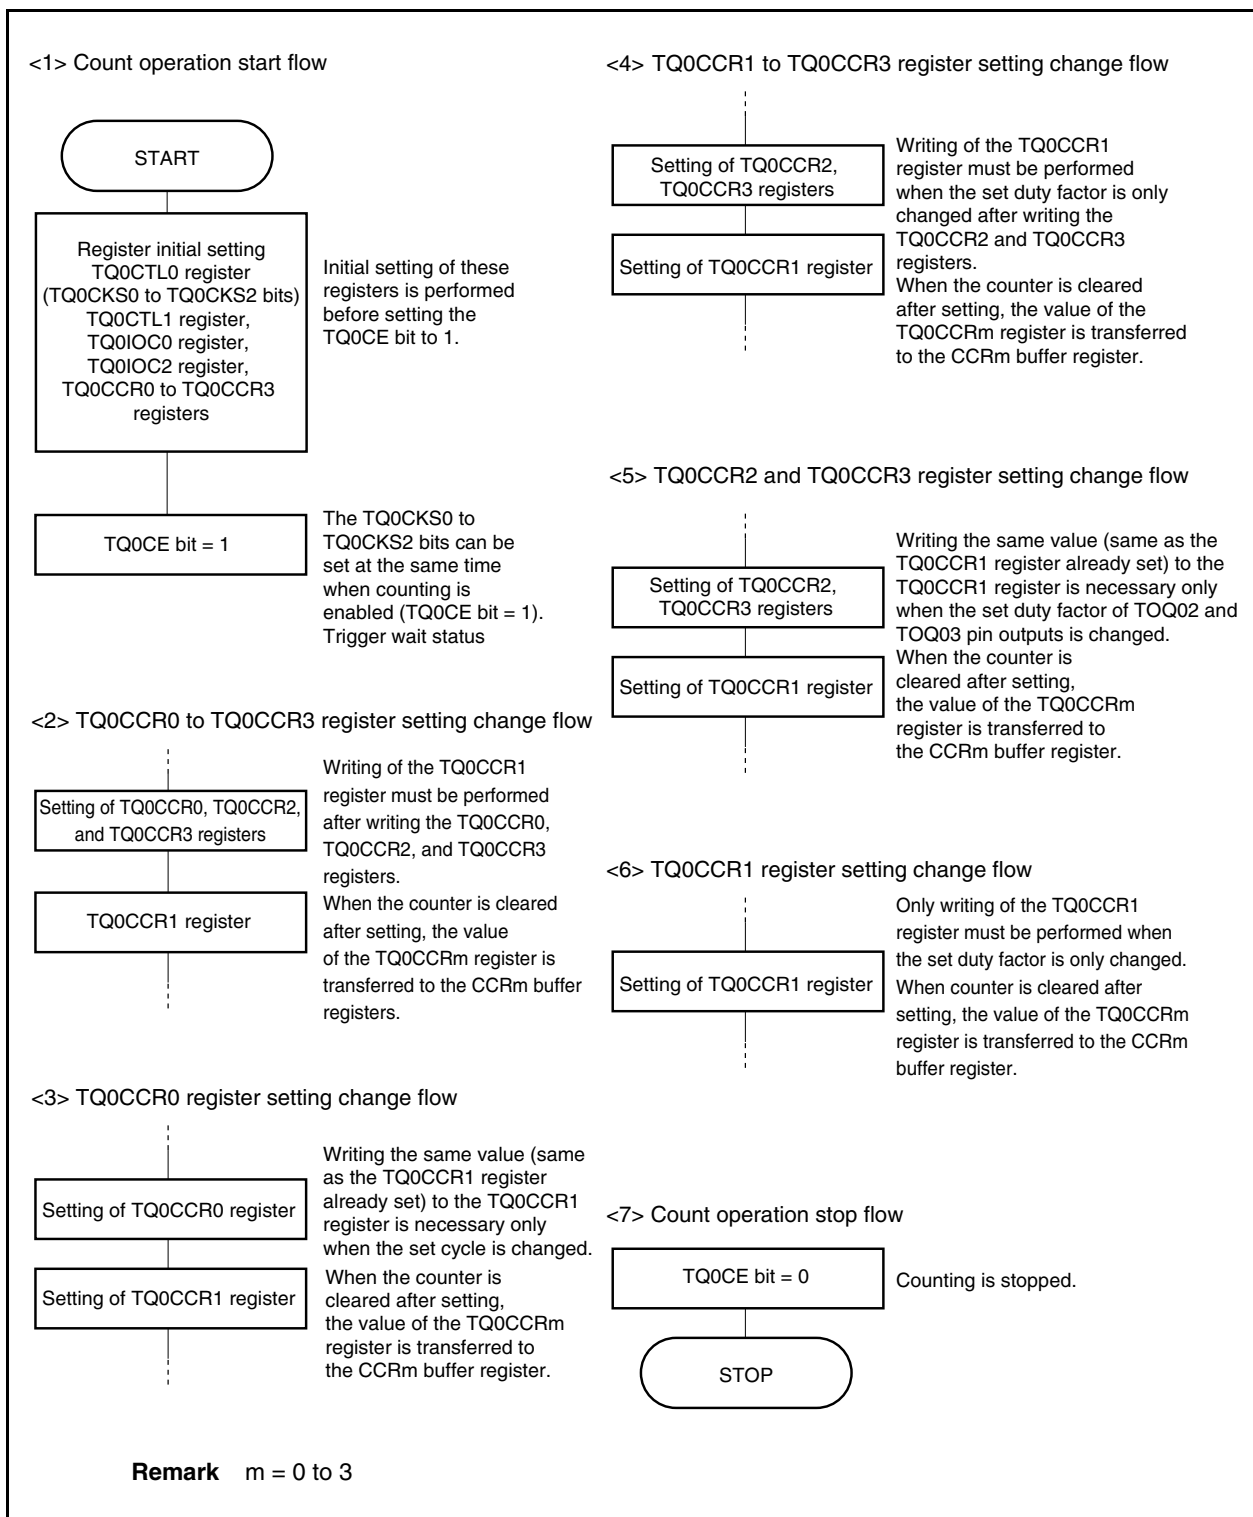 <1> Count operation start flow
START
Register initial setting
TQ0CTL0 register
(TQ0CKS0 to TQ0CKS2 bits)
TQ0CTL1 register,
TQ0IOC0 register,
TQ0IOC2 register,
TQ0CCR0 to TQ0CCR3
registers
Initial setting of these
registers is performed
before setting the
TQ0CE bit to 1.
TQ0CE bit = 1
The TQ0CKS0 to
TQ0CKS2 bits can be
set at the same time
when counting is
enabled (TQ0CE bit = 1).
Trigger wait status
<2> TQ0CCR0 to TQ0CCR3 register setting change flow
Setting of TQ0CCR0, TQ0CCR2,
and TQ0CCR3 registers
TQ0CCR1 register
Writing of the TQ0CCR1
register must be performed
after writing the TQ0CCR0,
TQ0CCR2, and TQ0CCR3
registers.
When the counter is cleared
after setting, the value
of the TQ0CCRm register is
transferred to the CCRm buffer
registers.
<3> TQ0CCR0 register setting change flow
Setting of TQ0CCR0 register
Setting of TQ0CCR1 register
Writing the same value (same
as the TQ0CCR1 register
already set) to the TQ0CCR1
register is necessary only
when the set cycle is changed.
When the counter is
cleared after setting,
the value of the TQ0CCRm
register is transferred to
the CCRm buffer register.
<4> TQ0CCR1 to TQ0CCR3 register setting change flow
Setting of TQ0CCR2,
TQ0CCR3 registers
Setting of TQ0CCR1 register
Writing of the TQ0CCR1
register must be performed
when the set duty factor is only
changed after writing the
TQ0CCR2 and TQ0CCR3
registers.
When the counter is cleared
after setting, the value of the
TQ0CCRm register is transferred
to the CCRm buffer register.
<5> TQ0CCR2 and TQ0CCR3 register setting change flow
Setting of TQ0CCR2,
TQ0CCR3 registers
Setting of TQ0CCR1 register
Writing the same value (same as the
TQ0CCR1 register already set) to the
TQ0CCR1 register is necessary only
when the set duty factor of TOQ02 and
TOQ03 pin outputs is changed.
When the counter is
cleared after setting,
the value of the TQ0CCRm
register is transferred to
the CCRm buffer register.
<6> TQ0CCR1 register setting change flow
Setting of TQ0CCR1 register
Only writing of the TQ0CCR1
register must be performed when
the set duty factor is only changed.
When counter is cleared after
setting, the value of the TQ0CCRm
register is transferred to the CCRm
buffer register.
<7> Count operation stop flow
TQ0CE bit = 0
Counting is stopped.
STOP
Remark m = 0 to 3